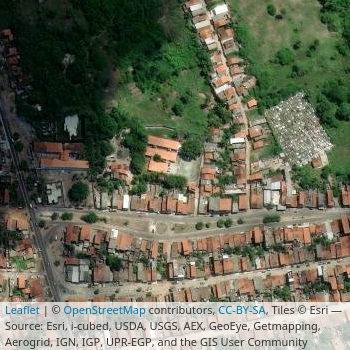 Leaflet | © OpenStreetMap contributors, CC-BY-SA, Tiles © Esri —
Source: Esri, i-cubed, USDA, USGS, AEX, GeoEye, Getmapping,
Aerogrid, IGN, IGP, UPR-EGP, and the GIS User Community